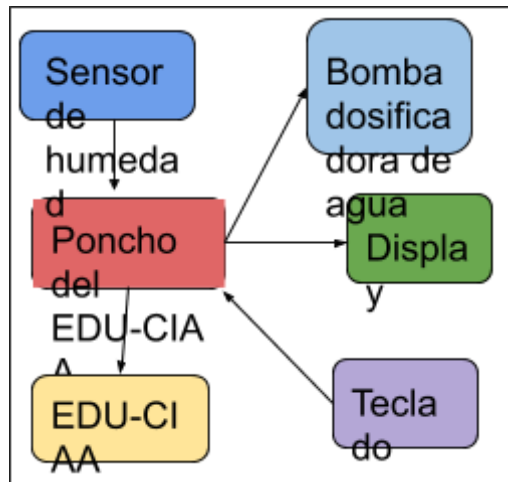 Sensor
de
humeda
d
Bomba
dosifica
dora de
agua
Poncho
del
EDU-CIA
A
Displa
y
EDU-CI
AA
Tecla
do